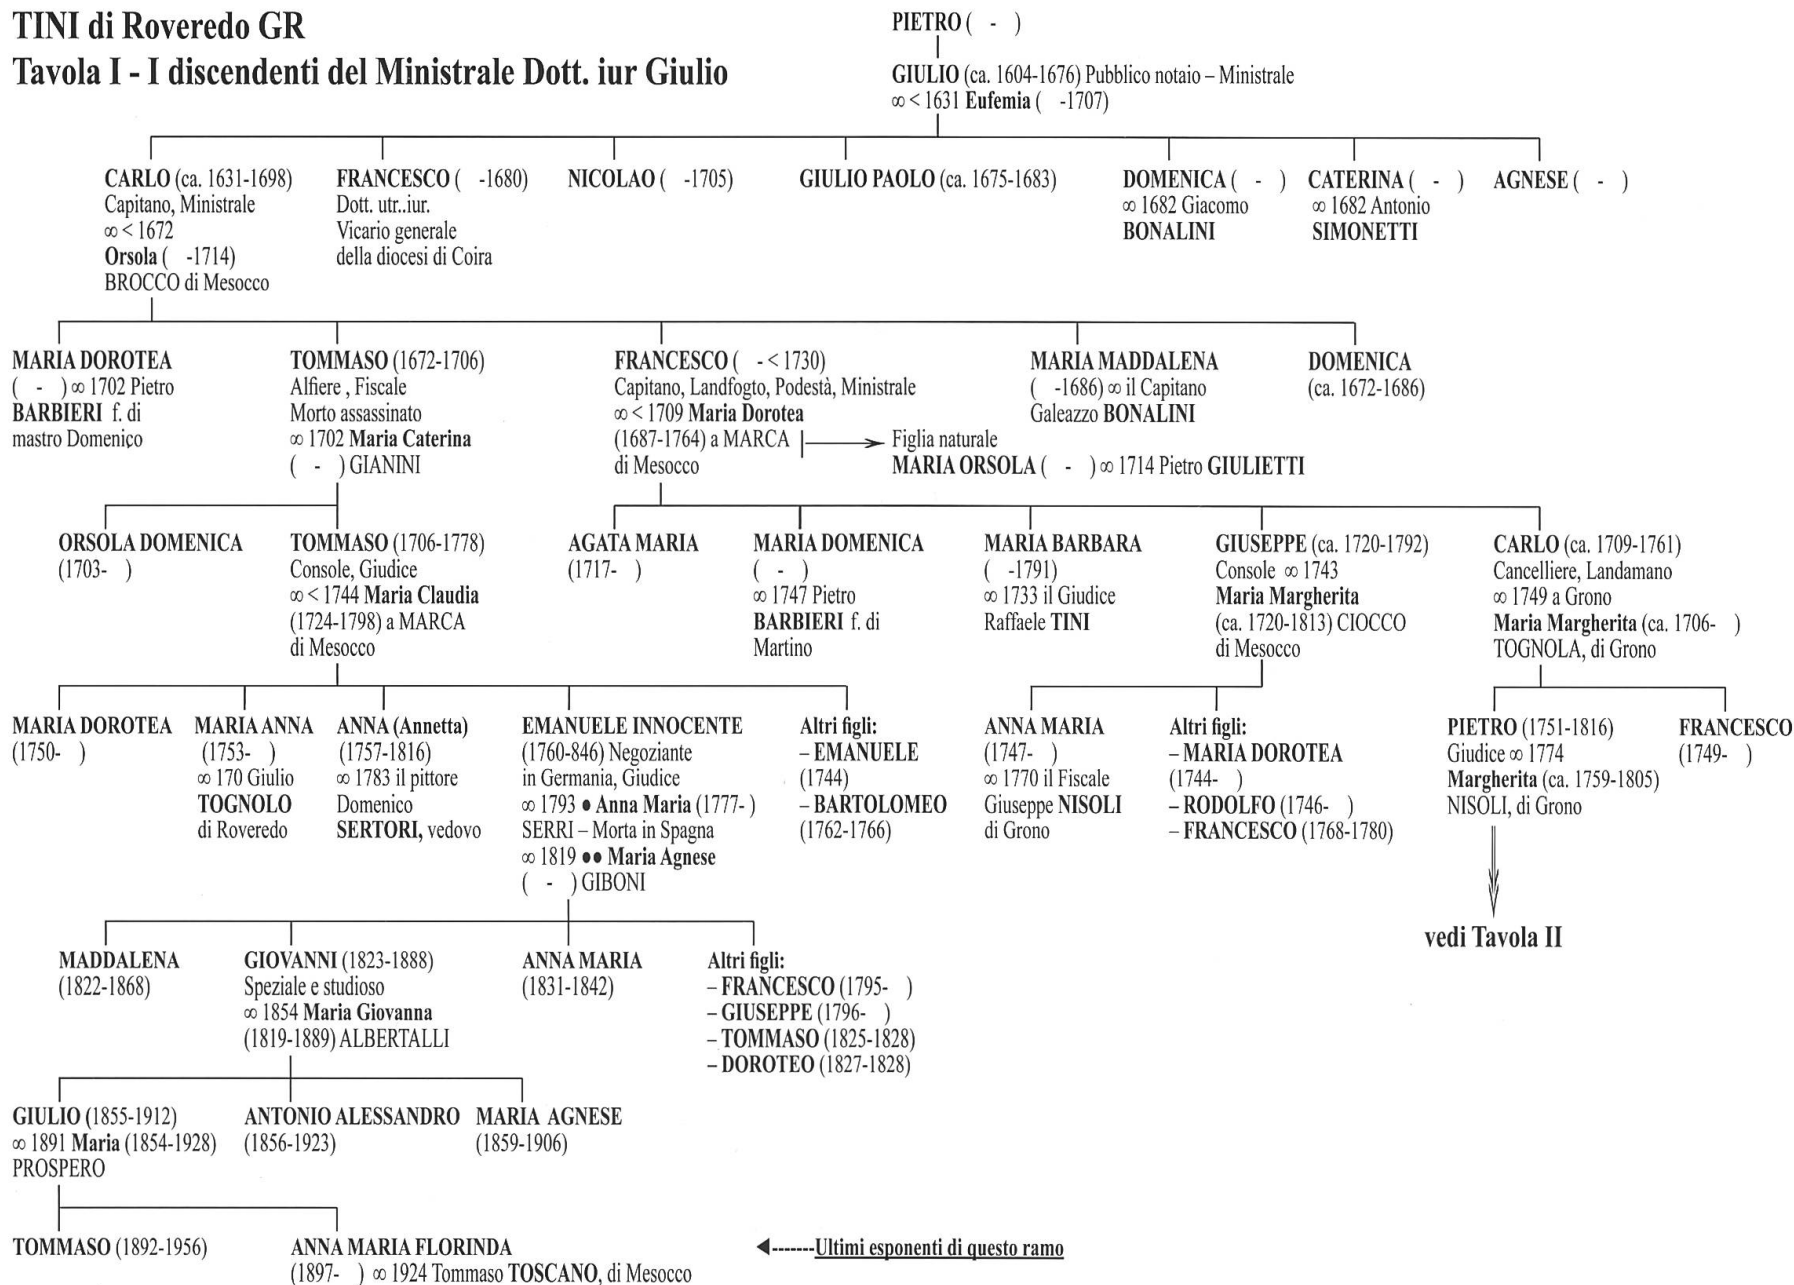 TINI di Roveredo GR
Tavola I - I discendenti del Ministrale Dott. iur Giulio
PIETRO ( - )
GIULIO (ca. 1604-1676) Pubblico notaio – Ministrale
∞ < 1631 Eufemia ( -1707)
CARLO (ca. 1631-1698)
Capitano, Ministrale
∞ < 1672
Orsola ( -1714)
BROCCO di Mesocco
FRANCESCO ( -1680)
Dott. utr..iur.
Vicario generale
della diocesi di Coira
NICOLAO ( -1705)
GIULIO PAOLO (ca. 1675-1683)
DOMENICA ( - )
∞ 1682 Giacomo
BONALINI
CATERINA ( - )
∞ 1682 Antonio
SIMONETTI
AGNESE ( - )
MARIA DOROTEA
( - ) ∞ 1702 Pietro
BARBIERI f. di
mastro Domenico
TOMMASO (1672-1706)
Alfiere , Fiscale
Morto assassinato
∞ 1702 Maria Caterina
( - ) GIANINI
FRANCESCO ( - < 1730)
Capitano, Landfogto, Podestà, Ministrale
∞ < 1709 Maria Dorotea
(1687-1764) a MARCA
di Mesocco
Figlia naturale
MARIA ORSOLA ( - ) ∞ 1714 Pietro GIULIETTI
MARIA MADDALENA
( -1686) ∞ il Capitano
Galeazzo BONALINI
DOMENICA
(ca. 1672-1686)
ORSOLA DOMENICA
(1703- )
TOMMASO (1706-1778)
Console, Giudice
∞ < 1744 Maria Claudia
(1724-1798) a MARCA
di Mesocco
AGATA MARIA
(1717- )
MARIA DOMENICA
( - )
∞ 1747 Pietro
BARBIERI f. di
Martino
MARIA BARBARA
( -1791)
∞ 1733 il Giudice
Raffaele TINI
GIUSEPPE (ca. 1720-1792)
Console ∞ 1743
Maria Margherita
(ca. 1720-1813) CIOCCO
di Mesocco
CARLO (ca. 1709-1761)
Cancelliere, Landamano
∞ 1749 a Grono
Maria Margherita (ca. 1706- )
TOGNOLA, di Grono
MARIA DOROTEA
(1750- )
MARIA ANNA
(1753- )
∞ 170 Giulio
TOGNOLO
di Roveredo
ANNA (Annetta)
(1757-1816)
∞ 1783 il pittore
Domenico
SERTORI, vedovo
EMANUELE INNOCENTE
(1760-846) Negoziante
in Germania, Giudice
∞ 1793 • Anna Maria (1777- )
SERRI – Morta in Spagna
∞ 1819 •• Maria Agnese
( - ) GIBONI
Altri figli:
– EMANUELE
(1744)
– BARTOLOMEO
(1762-1766)
ANNA MARIA
(1747- )
∞ 1770 il Fiscale
Giuseppe NISOLI
di Grono
Altri figli:
– MARIA DOROTEA
(1744- )
– RODOLFO (1746- )
– FRANCESCO (1768-1780)
PIETRO (1751-1816)
Giudice ∞ 1774
Margherita (ca. 1759-1805)
NISOLI, di Grono
FRANCESCO
(1749- )
vedi Tavola II
MADDALENA
(1822-1868)
GIOVANNI (1823-1888)
Speziale e studioso
∞ 1854 Maria Giovanna
(1819-1889) ALBERTALLI
ANNA MARIA
(1831-1842)
Altri figli:
– FRANCESCO (1795- )
– GIUSEPPE (1796- )
– TOMMASO (1825-1828)
– DOROTEO (1827-1828)
GIULIO (1855-1912)
∞ 1891 Maria (1854-1928)
PROSPERO
ANTONIO ALESSANDRO
(1856-1923)
MARIA AGNESE
(1859-1906)
TOMMASO (1892-1956)
ANNA MARIA FLORINDA
(1897- ) ∞ 1924 Tommaso TOSCANO, di Mesocco
Ultimi esponenti di questo ramo